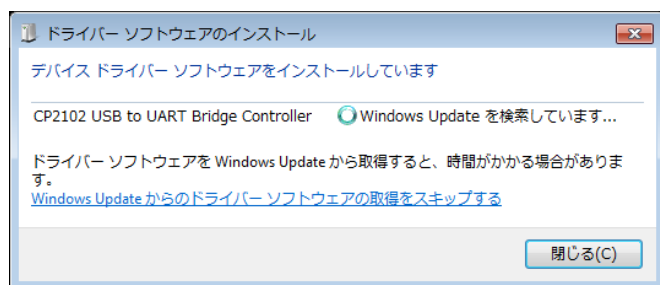 ドライバー ソフトウェアのインストール
デバイス ドライバー ソフトウェアをインストールしています
CP2102 USB to UART Bridge Controller Windows Update を検索しています...
ドライバー ソフトウェアを Windows Update から取得すると、時間がかかる場合がありま
す。
Windows Update からのドライバー ソフトウェアの取得をスキップする
閉じる(C)